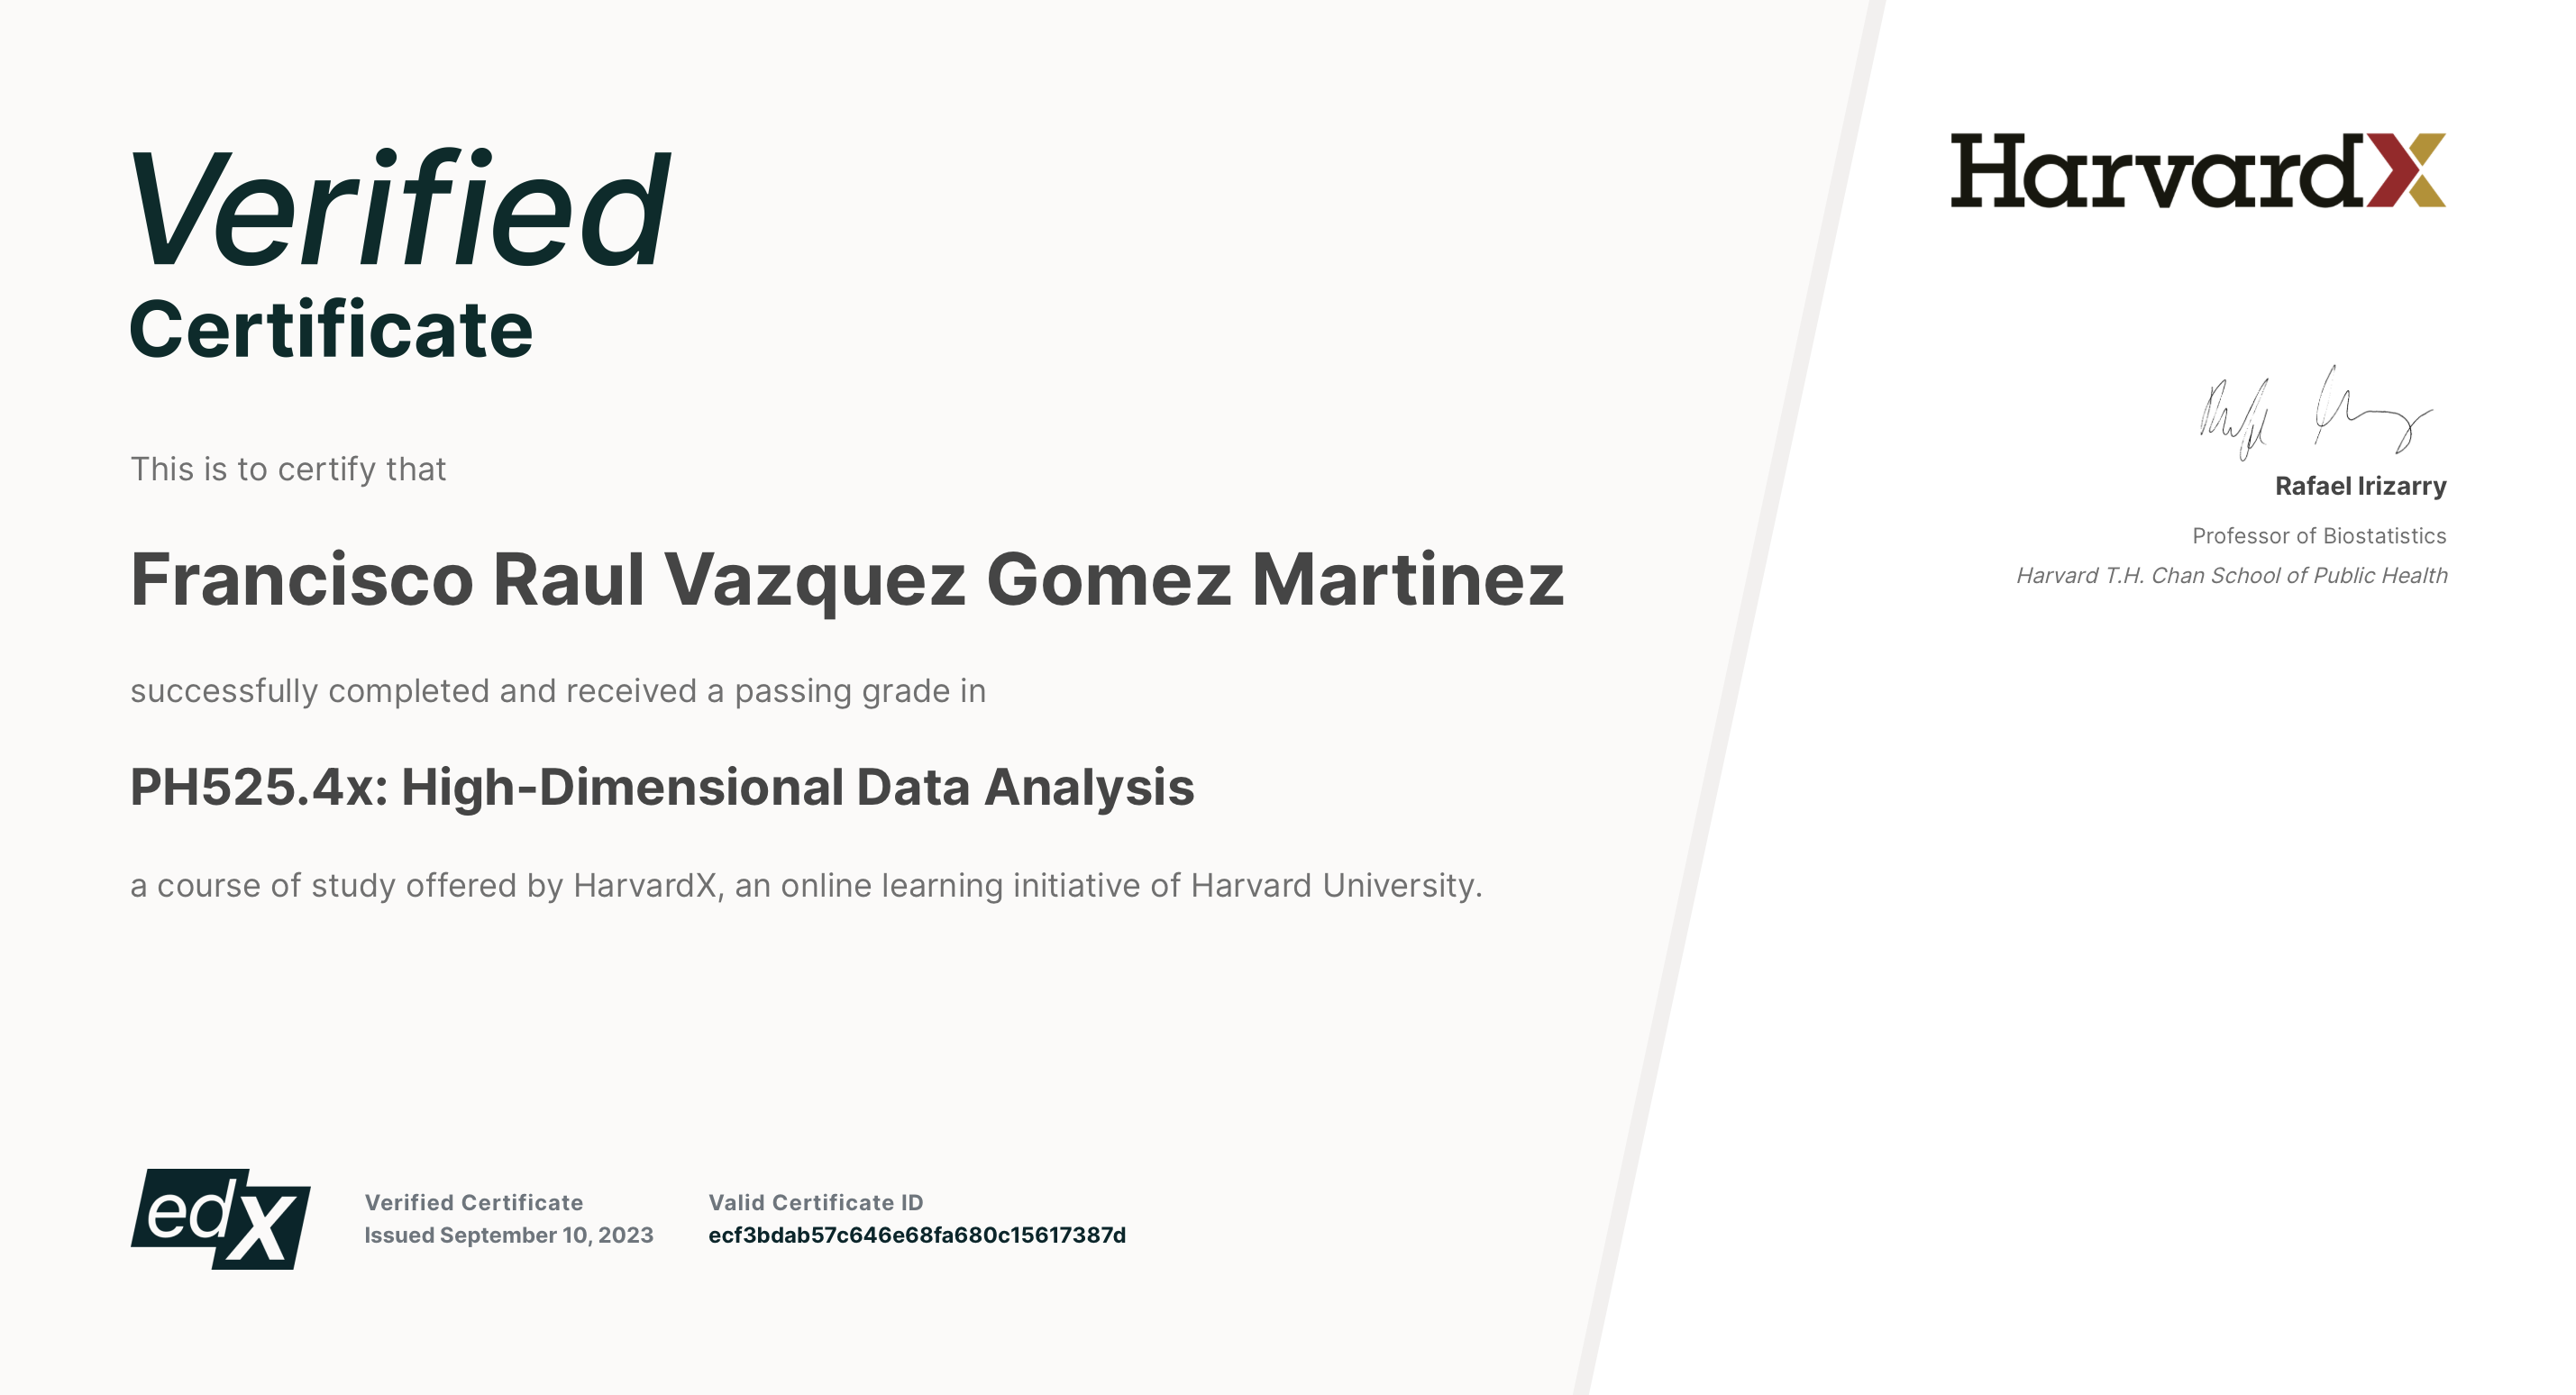 Verified
Certificate
This is to certify that
Francisco Raul Vazquez Gomez Martinez
successfully completed and received a passing grade in
PH525.4x: High-Dimensional Data Analysis
a course of study offered by HarvardX, an online learning initiative of Harvard University.
edX
Verified Certificate
Issued September 10, 2023
Valid Certificate ID
ecf3bdab57c646e68fa680c15617387d
HarvardX
Rafael Irizarry
Professor of Biostatistics
Harvard T.H. Chan School of Public Health